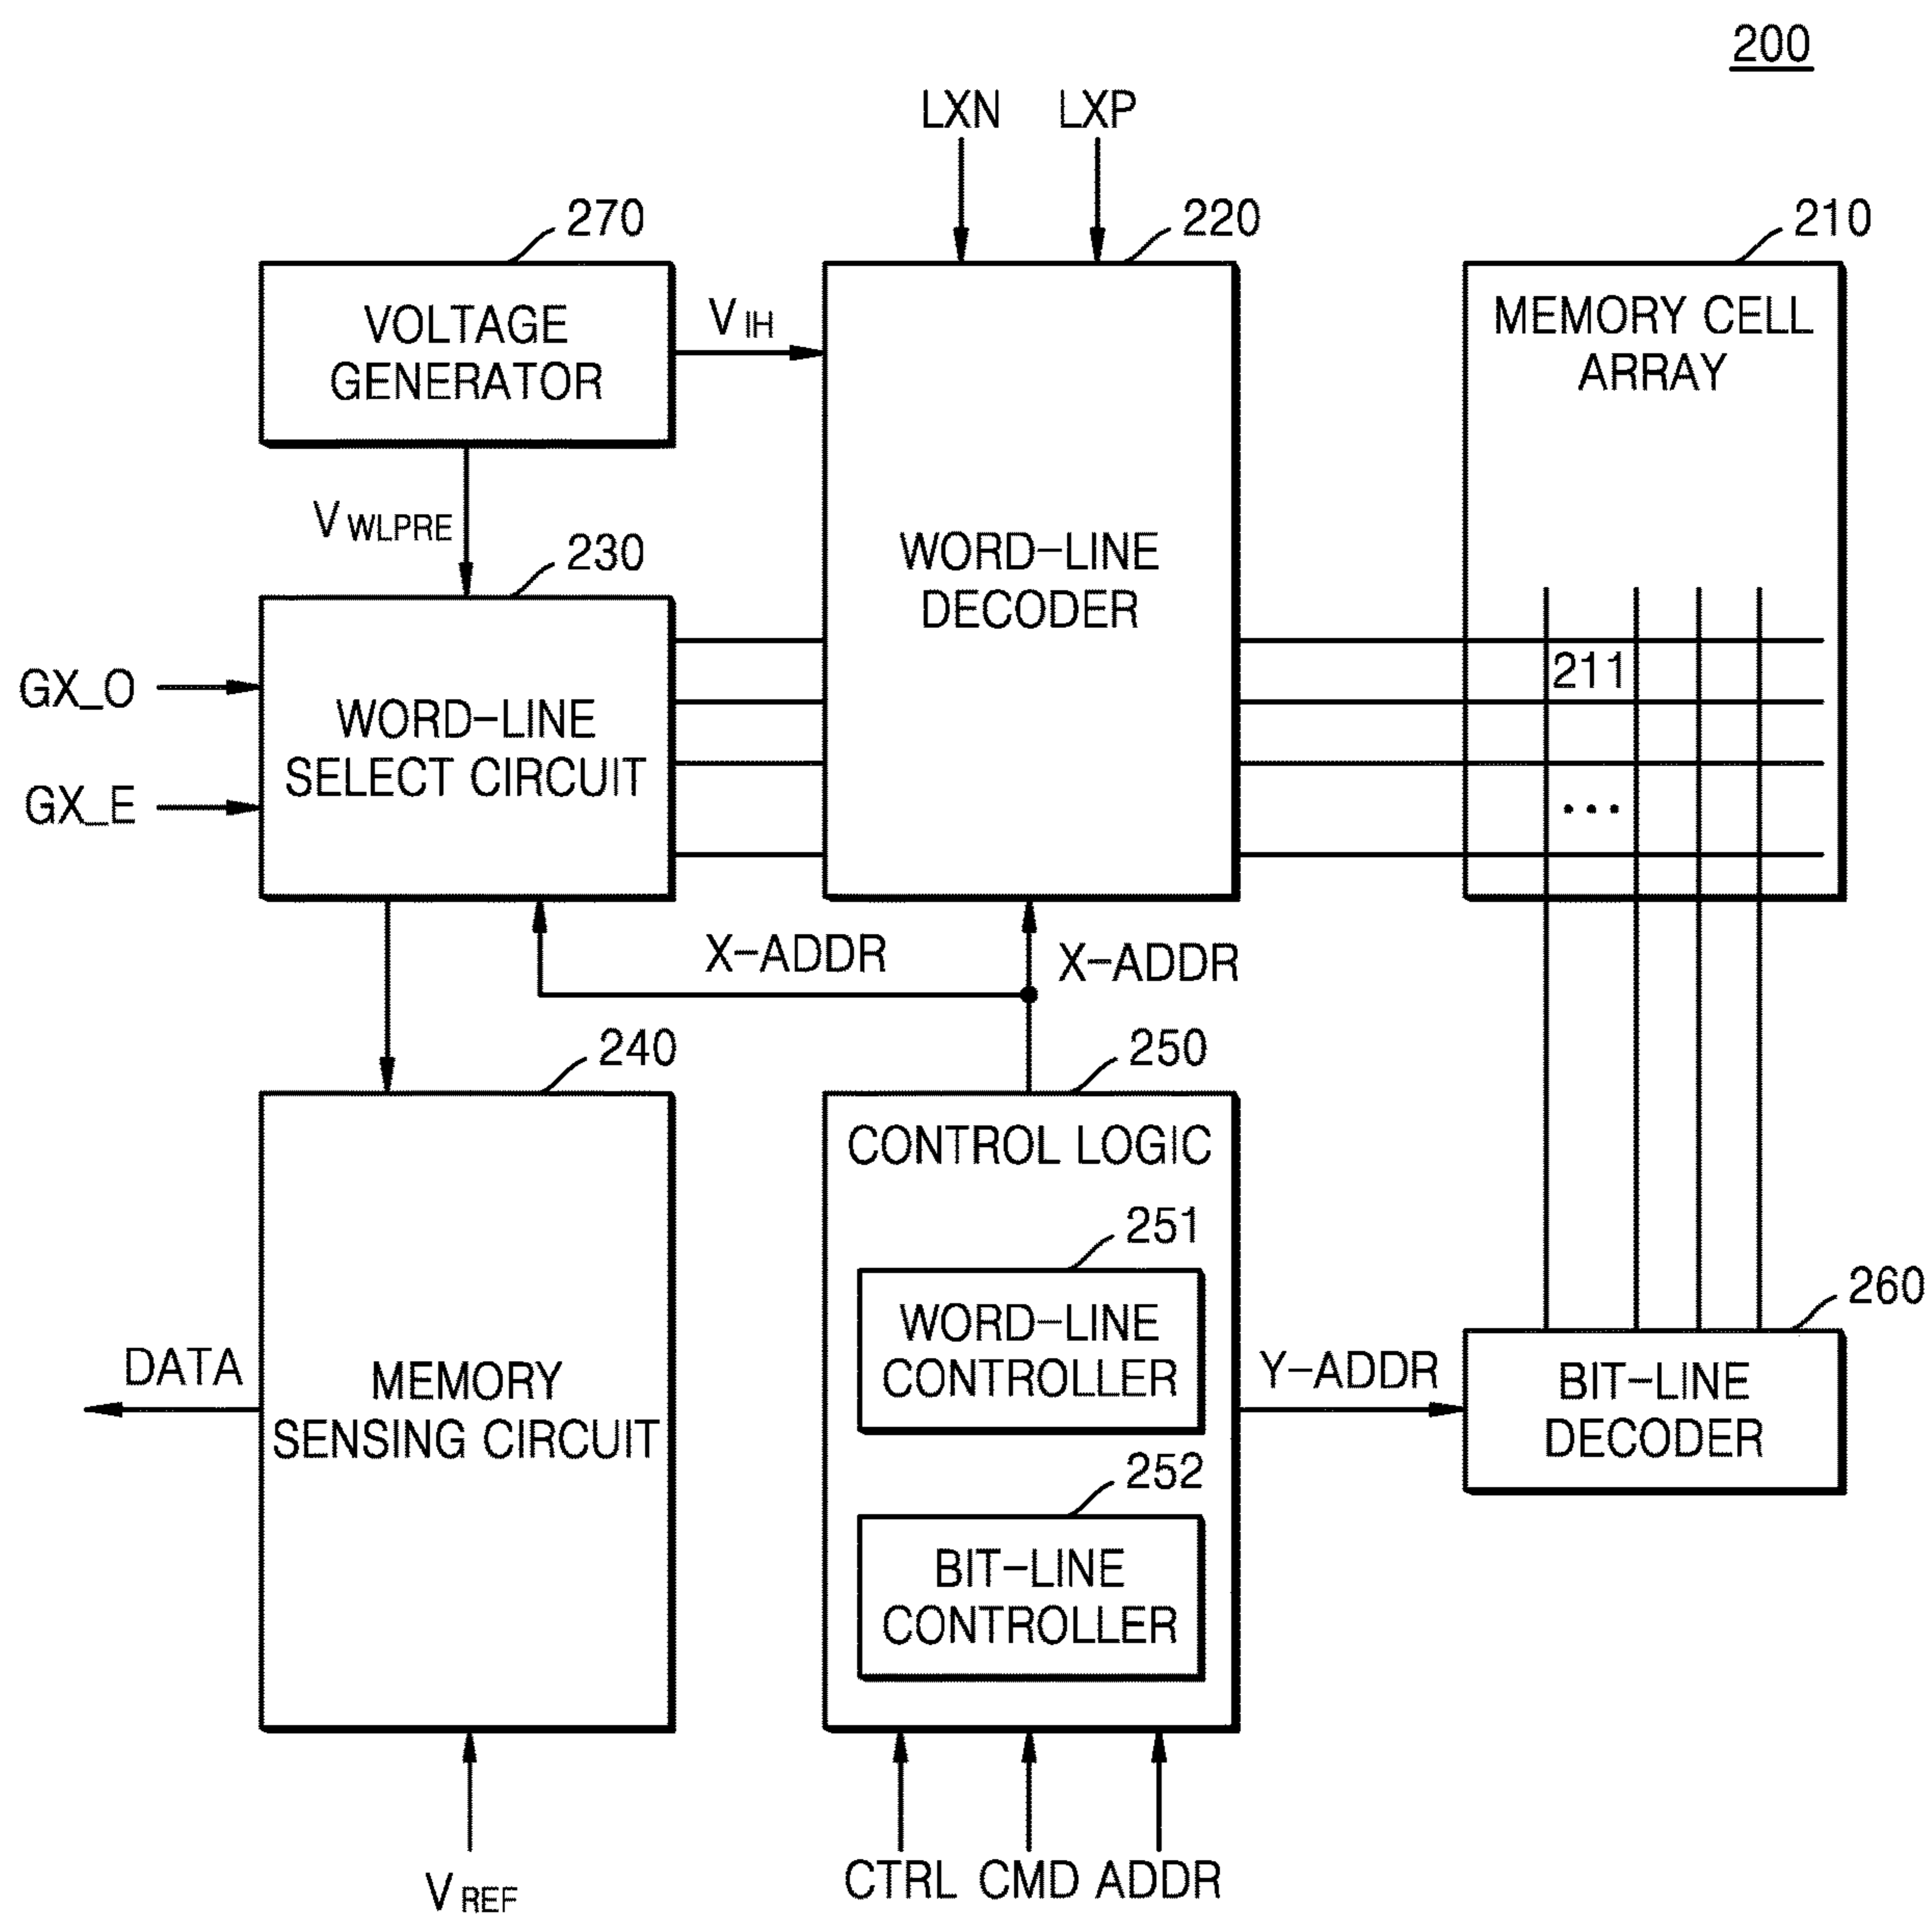 200
LXN LXP
270
220
210
VOLTAGE
GENERATOR
VIH
MEMORY CELL
ARRAY
VWLPRE
230
WORD-LINE
DECODER
GX_O
GX_E
WORD-LINE
SELECT CIRCUIT
211
...
X-ADDR
X-ADDR
240
250
CONTROL LOGIC
251
WORD-LINE
CONTROLLER
252
BIT-LINE
CONTROLLER
260
DATA
MEMORY
SENSING CIRCUIT
Y-ADDR
BIT-LINE
DECODER
VREF
CTRL CMD ADDR